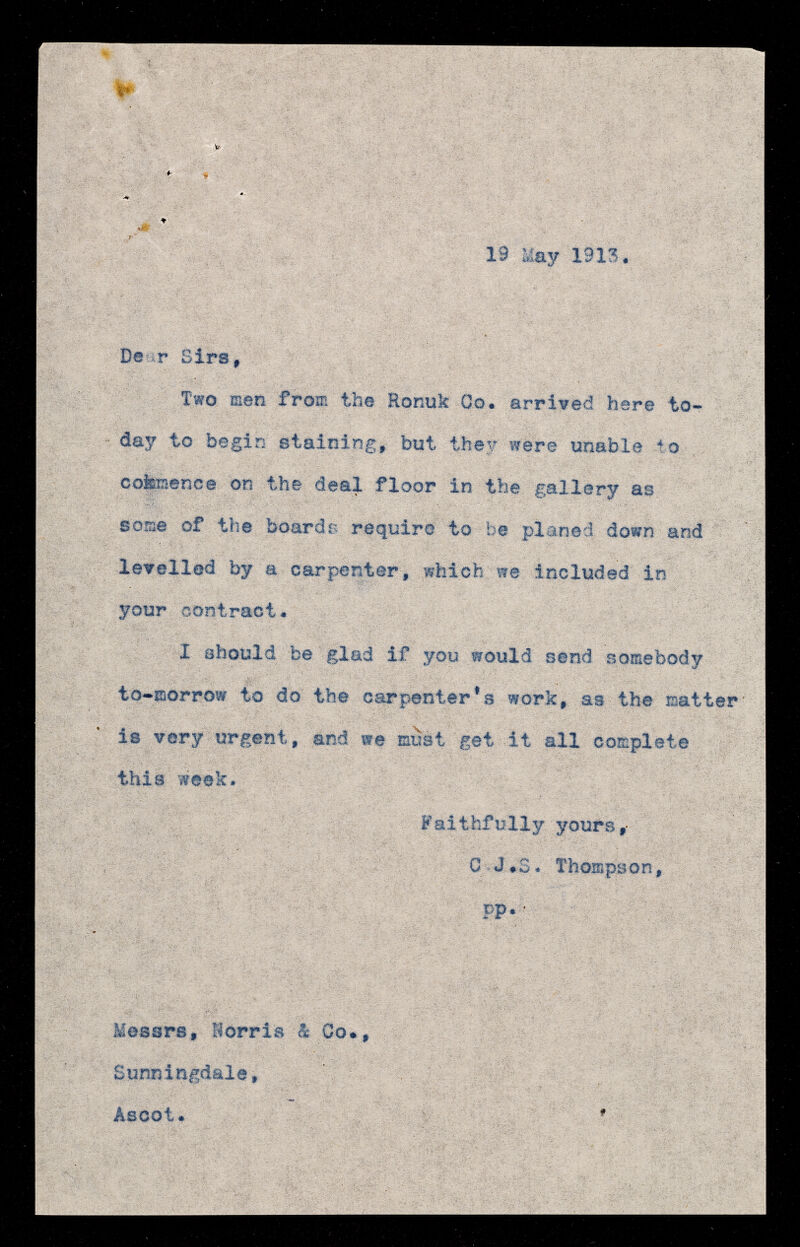 19 May 1913.
Dear Sirs,
Two men from the Ronuk Co. arrived here to-
day to begin staining, but they were unable to
commence on the deal floor in the gallery as
some of the boards require to be planed down and
levelled by a carpenter, which we included in
your contract.
I should be glad if you would send somebody
to-morrow to do the carpenter's work, as the matter
is very urgent, and we must get it all complete
this week.
Faithfully yours,
C.J.S. Thompson,
pp.
Messrs, Norris & Co.,
Sunningdale,
Ascot.